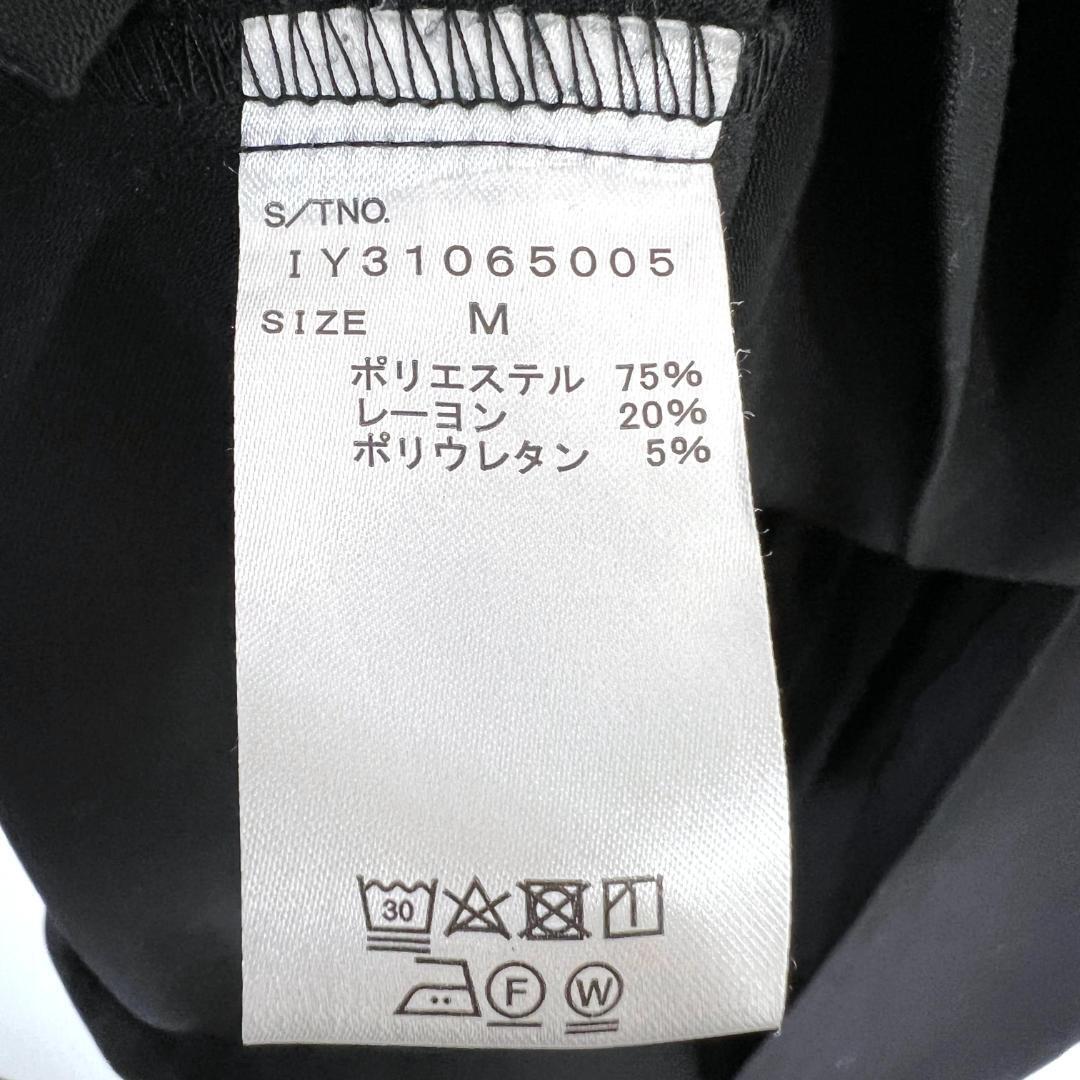 S/TNO.
IY31065005
SIZE M
ポリエステル 75%
レーヨン 20%
ポリウレタン 5%
30
F W